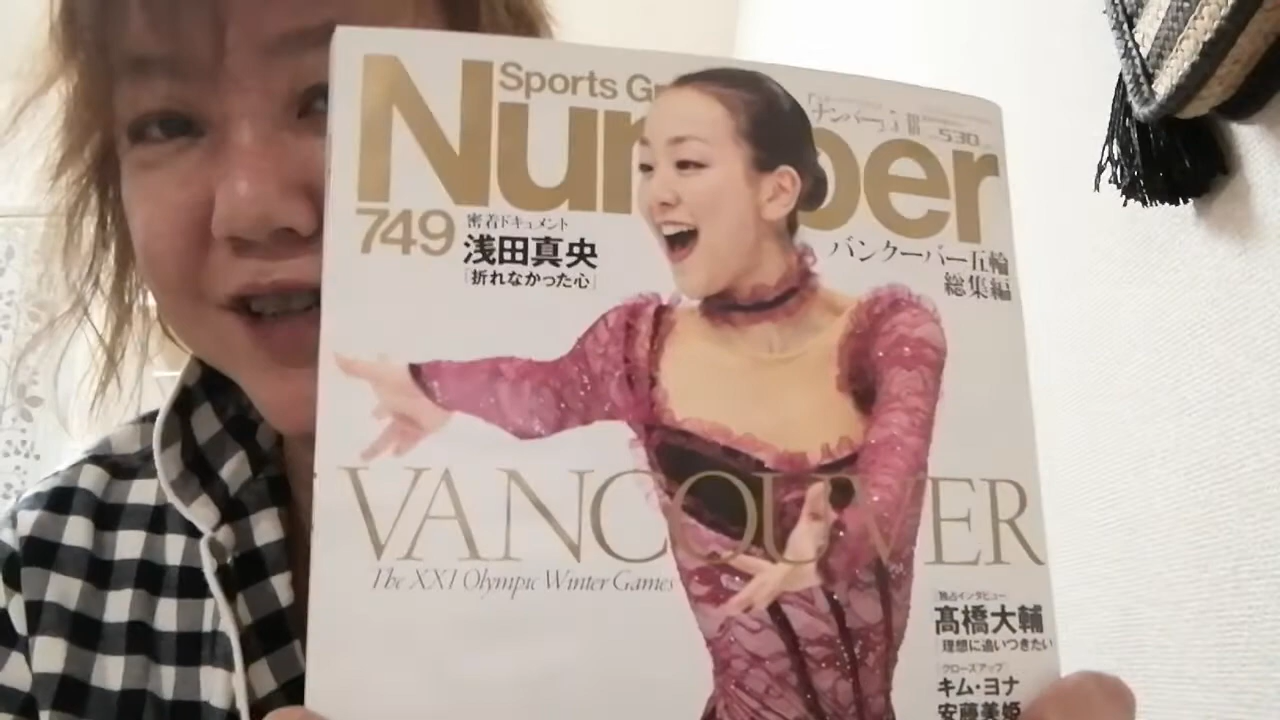 Sports Gr
Number
749
密着ドキュメント
浅田真央
「折れなかった心」
530
バンクーバー五輪
総集編
VANCOUVER
The XXI Olympic Winter Games
独占インタビュー
髙橋大輔
理想に追いつきたい
クローズアップ
キム・ヨナ
安藤美姫